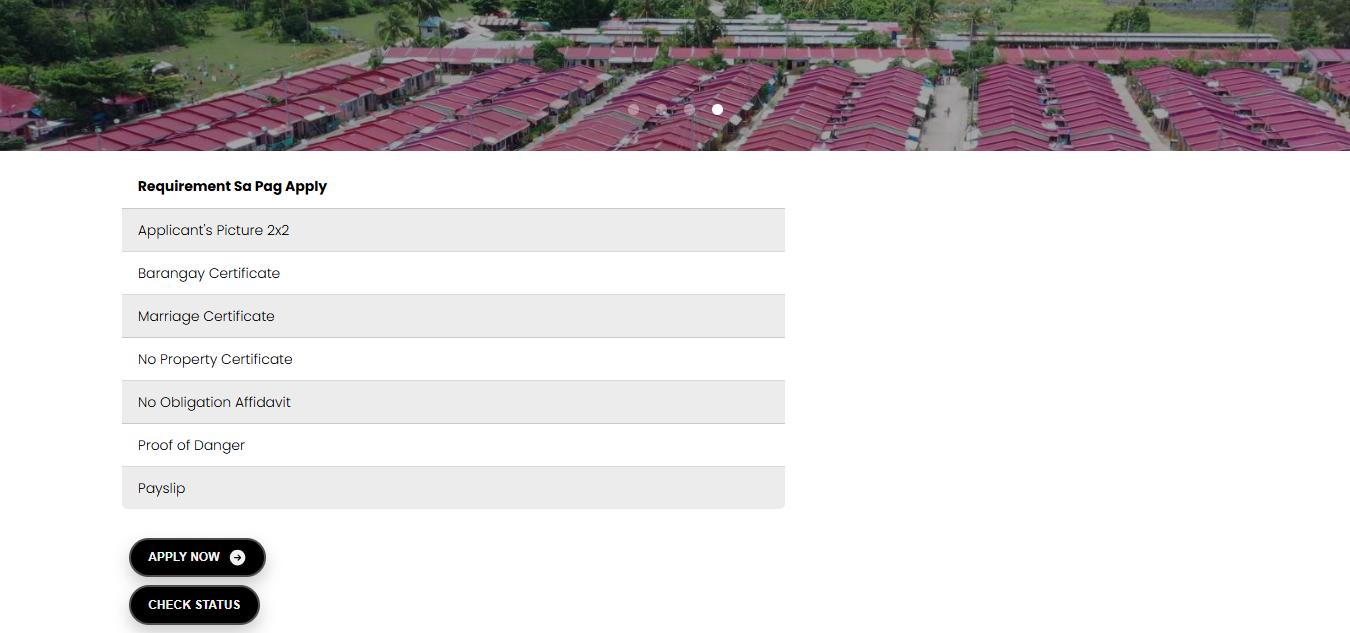 Requirement Sa Pag Apply
Applicant's Picture 2x2
Barangay Certificate
Marriage Certificate
No Property Certificate
No Obligation Affidavit
Proof of Danger
Payslip
APPLY NOW
CHECK STATUS